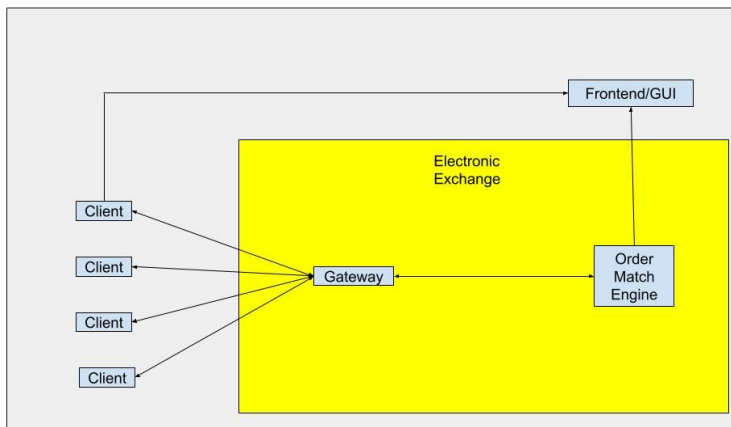 Frontend/GUI
Electronic
Exchange
Client
Client
Gateway
Order
Match
Engine
Client
Client